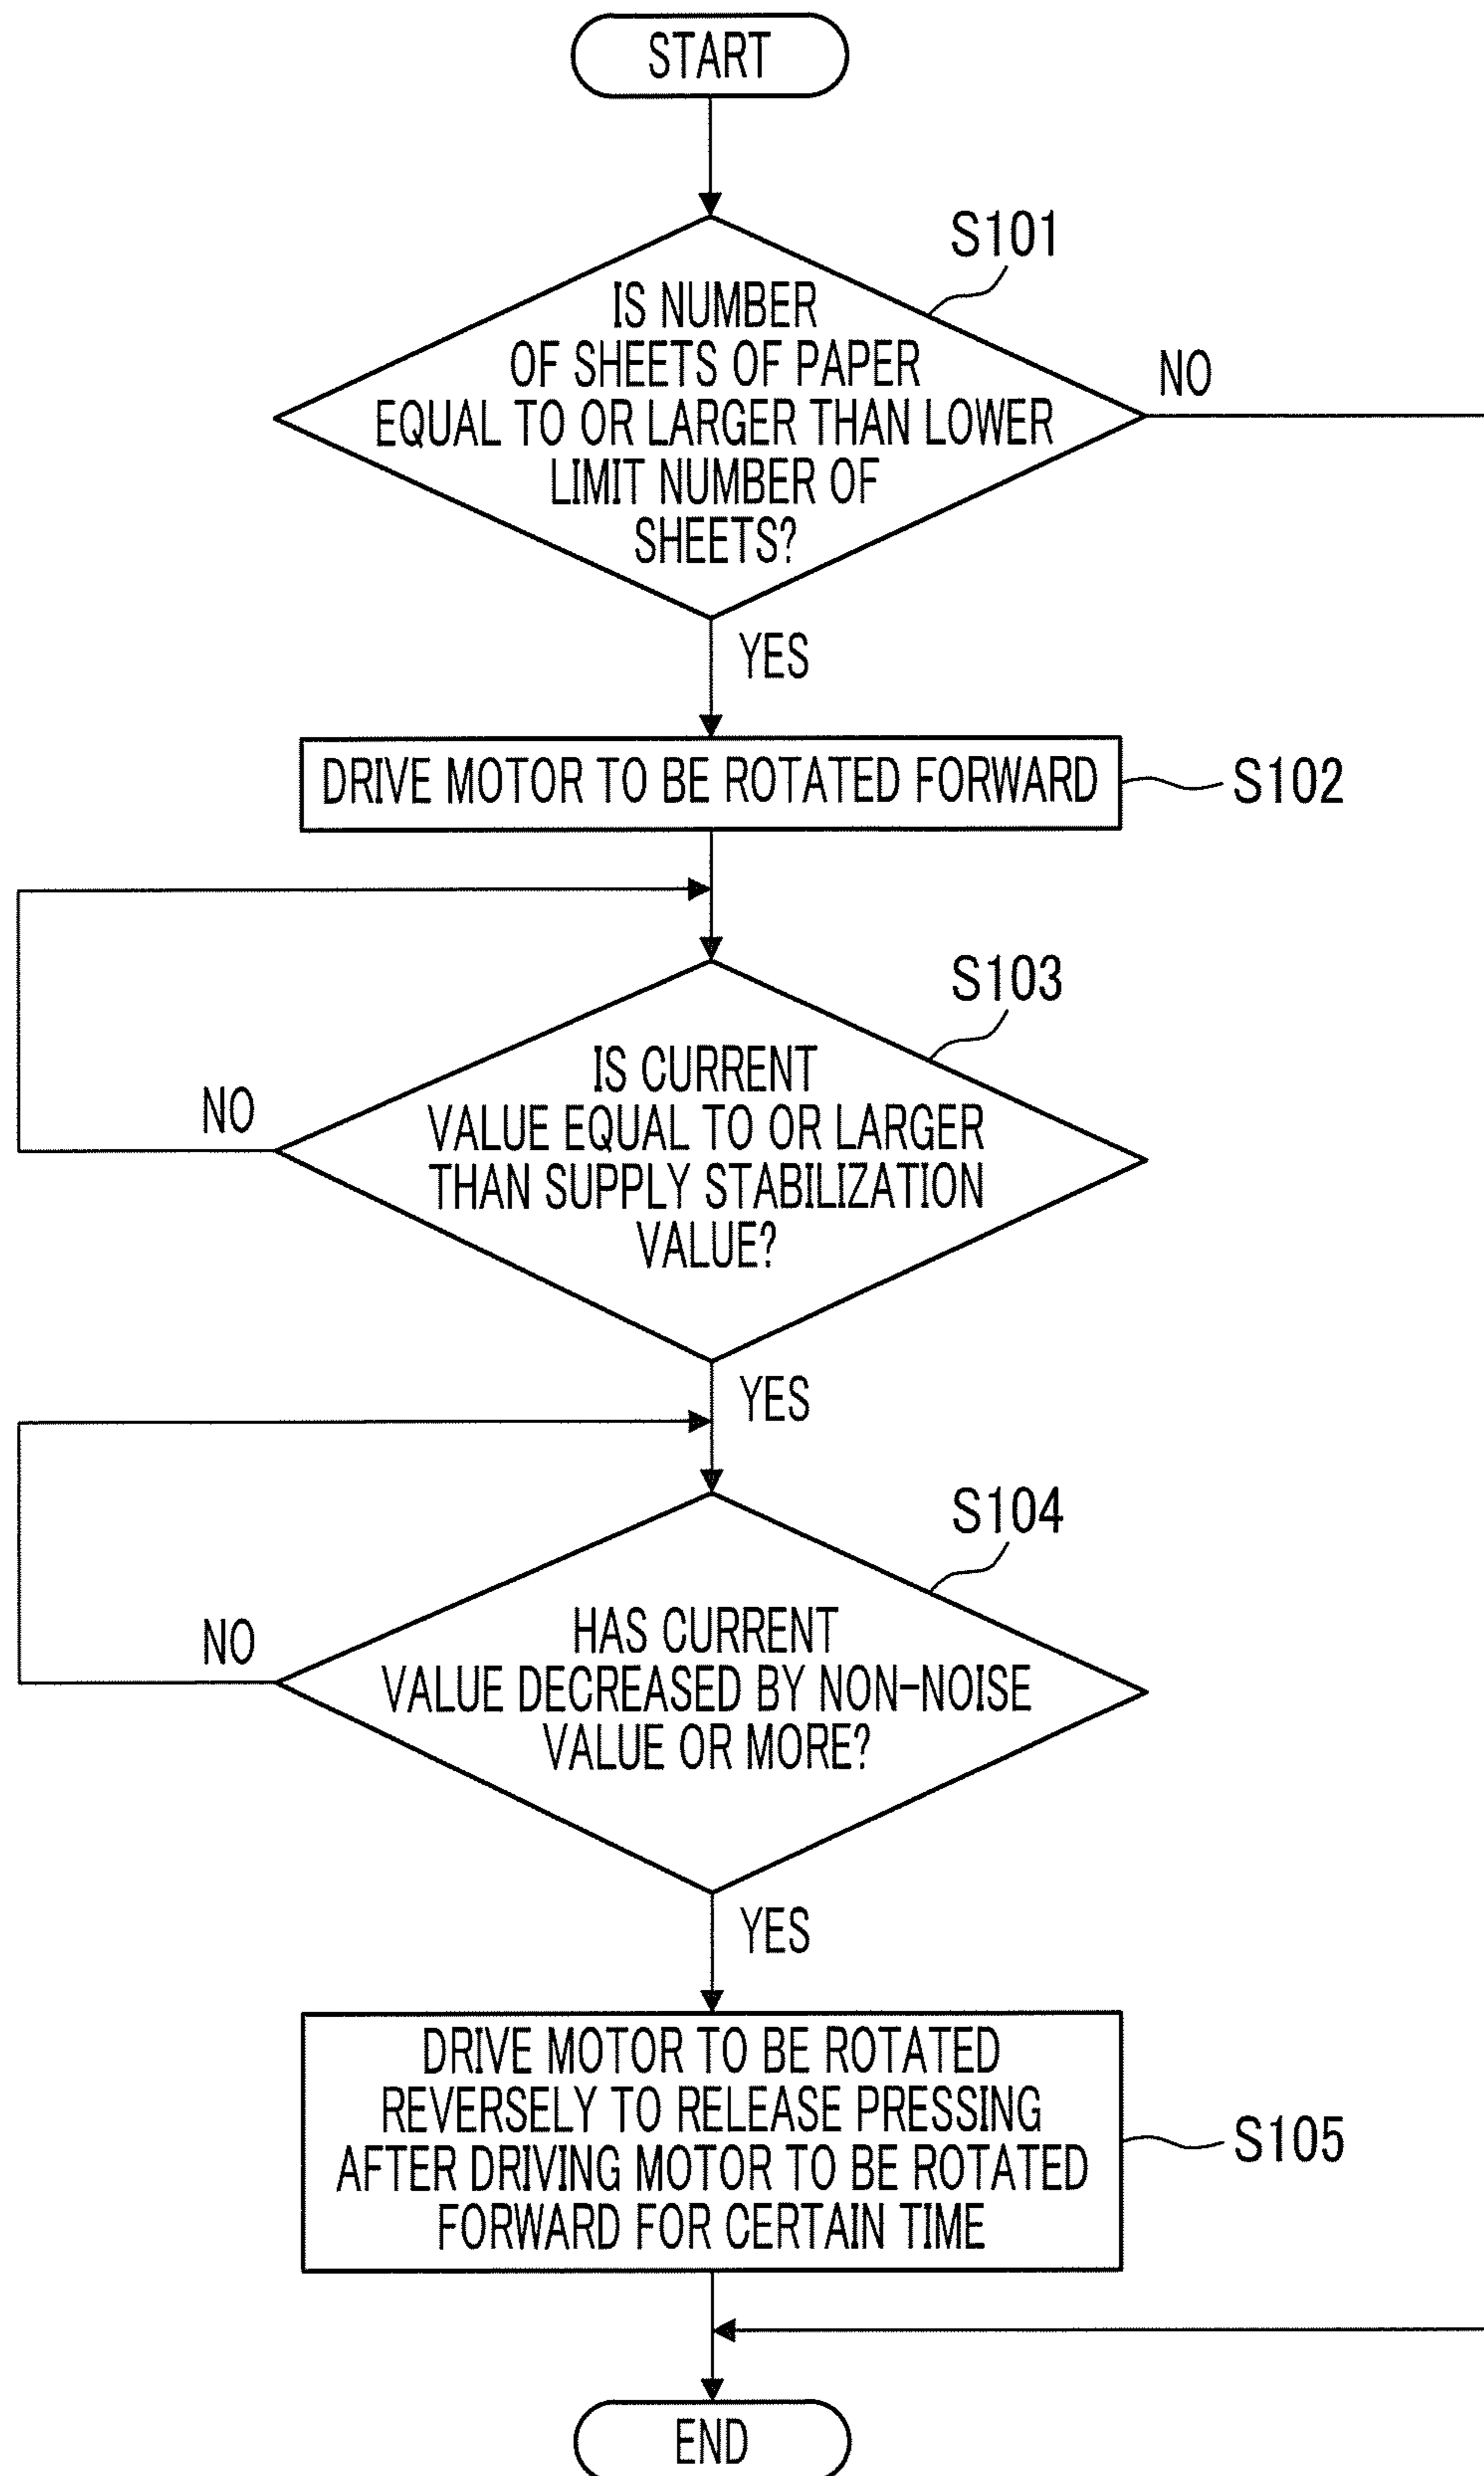 START
S101
IS NUMBER
OF SHEETS OF PAPER
EQUAL TO OR LARGER THAN LOWER
LIMIT NUMBER OF
SHEETS?
NO
YES
DRIVE MOTOR TO BE ROTATED FORWARD
S102
S103
IS CURRENT
VALUE EQUAL TO OR LARGER
THAN SUPPLY STABILIZATION
VALUE?
NO
YES
S104
HAS CURRENT
VALUE DECREASED BY NON-NOISE
VALUE OR MORE?
NO
YES
DRIVE MOTOR TO BE ROTATED
REVERSELY TO RELEASE PRESSING
AFTER DRIVING MOTOR TO BE ROTATED
FORWARD FOR CERTAIN TIME
S105
END